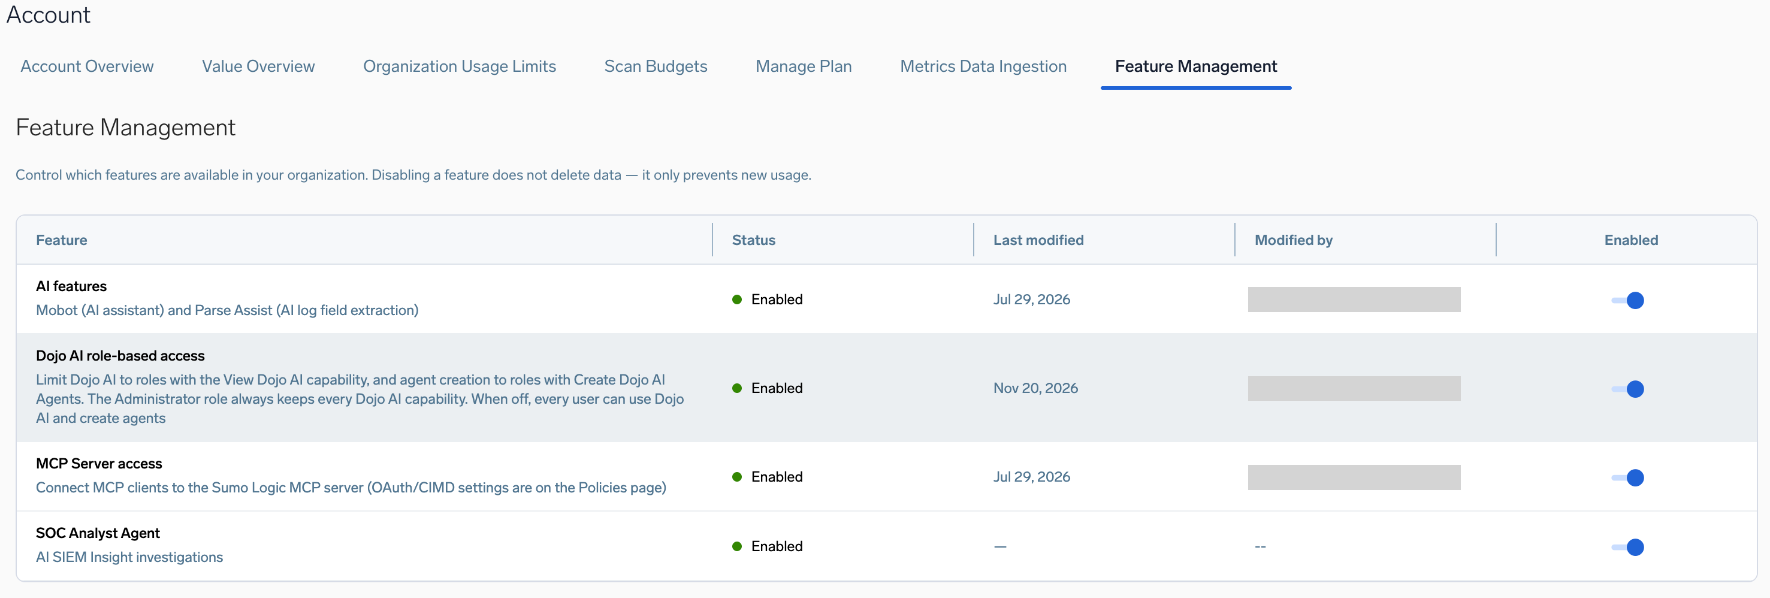 Account
Account Overview
Value Overview
Organization Usage Limits
Scan Budgets
Manage Plan
Metrics Data Ingestion
Feature Management
Feature Management
Control which features are available in your organization. Disabling a feature does not delete data — it only prevents new usage.
Feature
Status
Last modified
Modified by
Enabled
AI features
Mobot (AI assistant) and Parse Assist (AI log field extraction)
Enabled
Jul 29, 2026
Dojo AI role-based access
Limit Dojo AI to roles with the View Dojo AI capability, and agent creation to roles with Create Dojo AI
Agents. The Administrator role always keeps every Dojo AI capability. When off, every user can use Dojo
AI and create agents
Enabled
Nov 20, 2026
MCP Server access
Connect MCP clients to the Sumo Logic MCP server (OAuth/CIMD settings are on the Policies page)
Enabled
Jul 29, 2026
SOC Analyst Agent
AI SIEM Insight investigations
Enabled
—
--